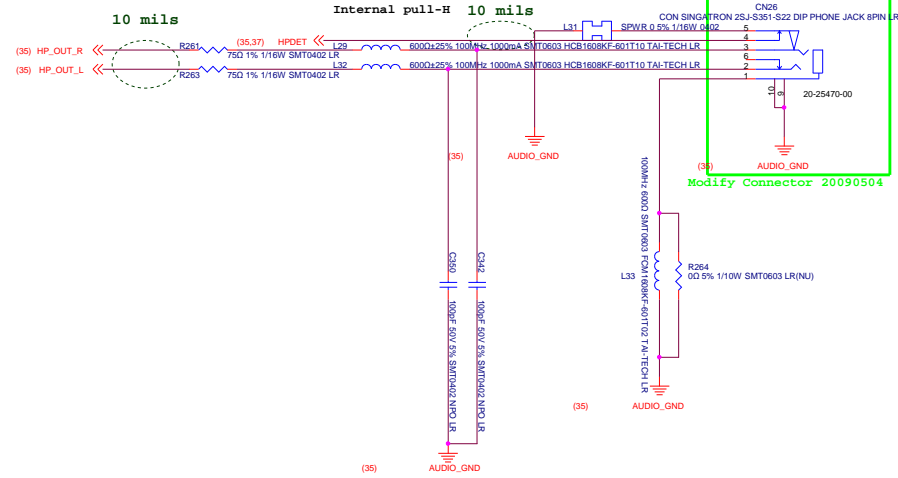 CN26
CON SINGATRON 2SJ-S351-S22 DIP PHONE JACK 8PIN LR
Internal pull-H
10 mils
10 mils
L31
SPWR 0 5% 1/16W 0402
5
4
3
6
2
1
10
9
20-25470-00
(35) HP_OUT_R
R261
75Ω 1% 1/16W SMT0402 LR
(35,37) HPDET
L29
600Ω±25% 100MHz 1000mA SMT0603 HCB1608KF-601T10 TAI-TECH LR
(35) HP_OUT_L
R263
75Ω 1% 1/16W SMT0402 LR
L32
600Ω±25% 100MHz 1000mA SMT0603 HCB1608KF-601T10 TAI-TECH LR
(35) AUDIO_GND
(35) AUDIO_GND
Modify Connector 20090504
100MHz 600Ω SMT0603 FCM1608KF-601T02 TAI-TECH LR
L33
R264
0Ω 5% 1/10W SMT0603 LR(NU)
C350
100pF 50V 5% SMT0402 NPO LR
C342
100pF 50V 5% SMT0402 NPO LR
(35) AUDIO_GND
(35) AUDIO_GND